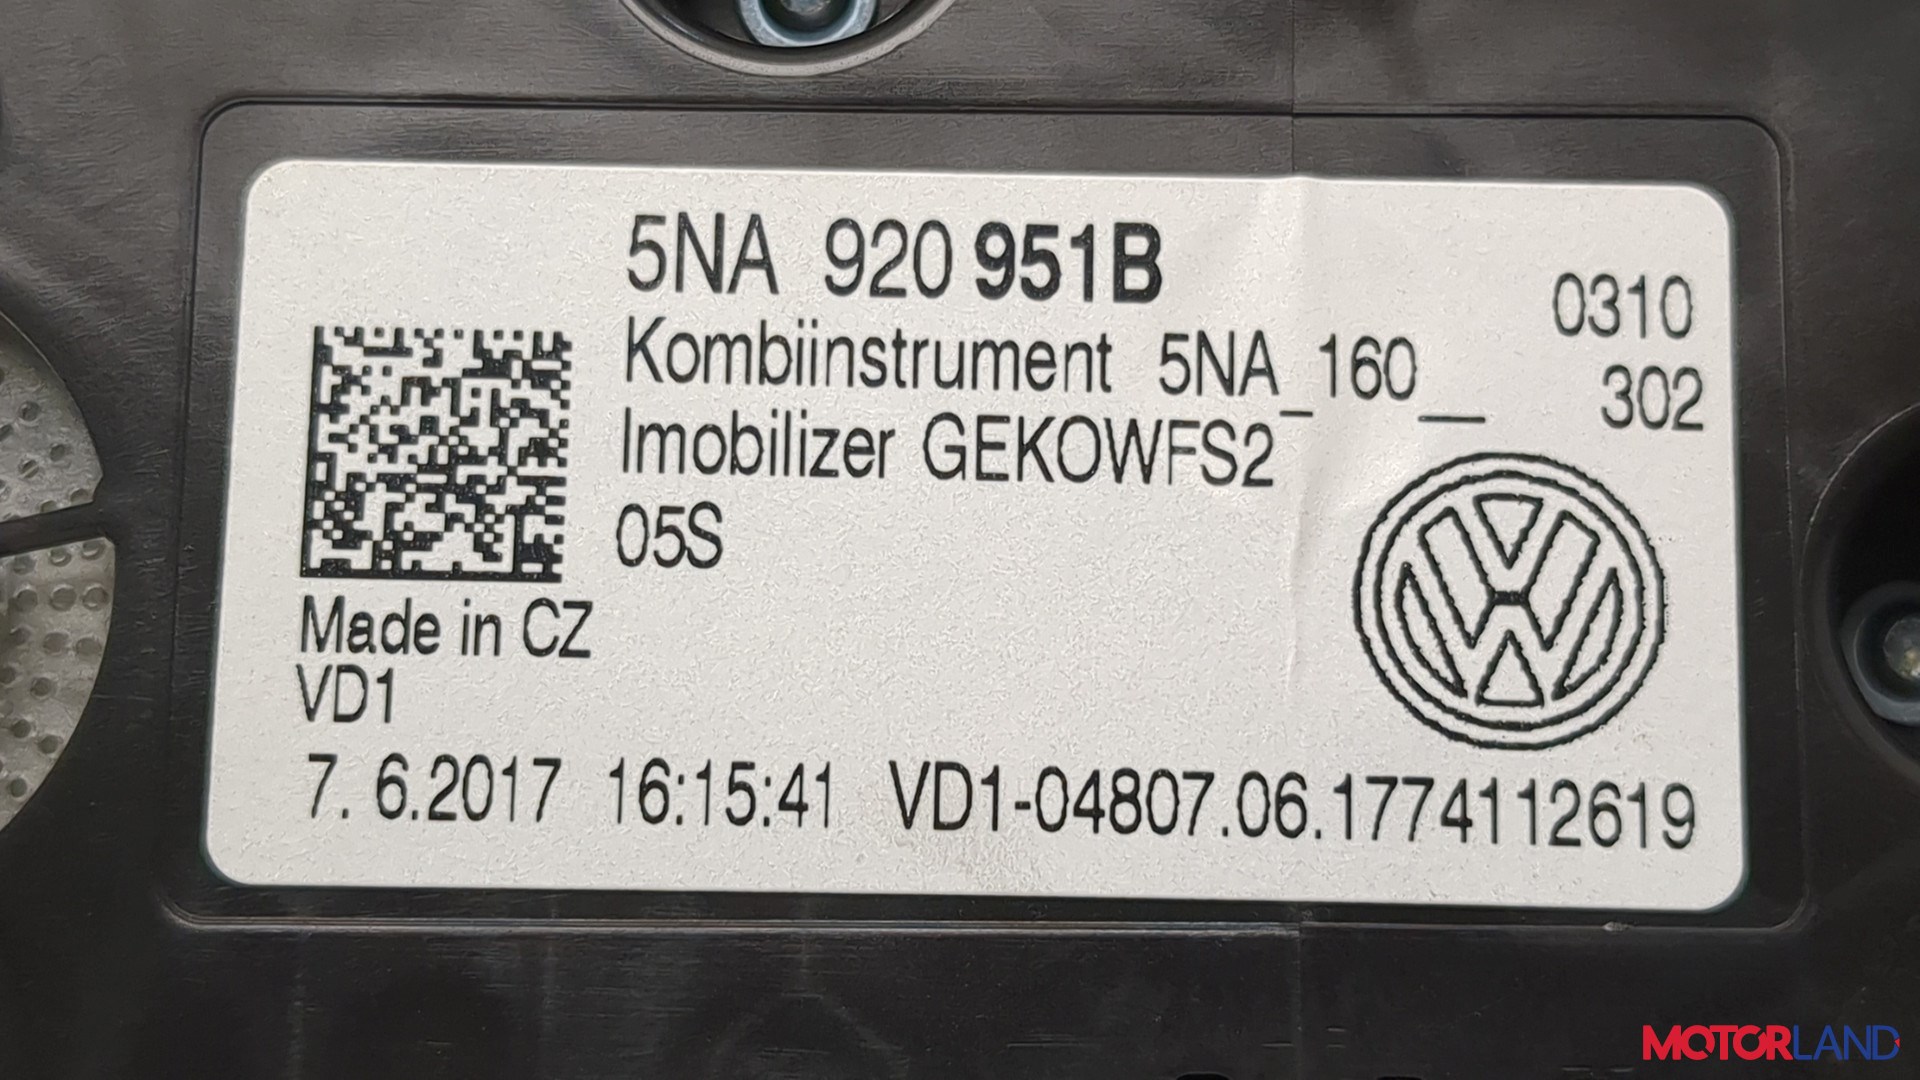 5NA 920 951B
0310
Kombiinstrument 5NA_160__
302
Imobilizer GEKOWFS2
05S
Made in CZ
VD1
7. 6.2017 16:15:41 VD1-04807.06.1774112619
MOTORLAND